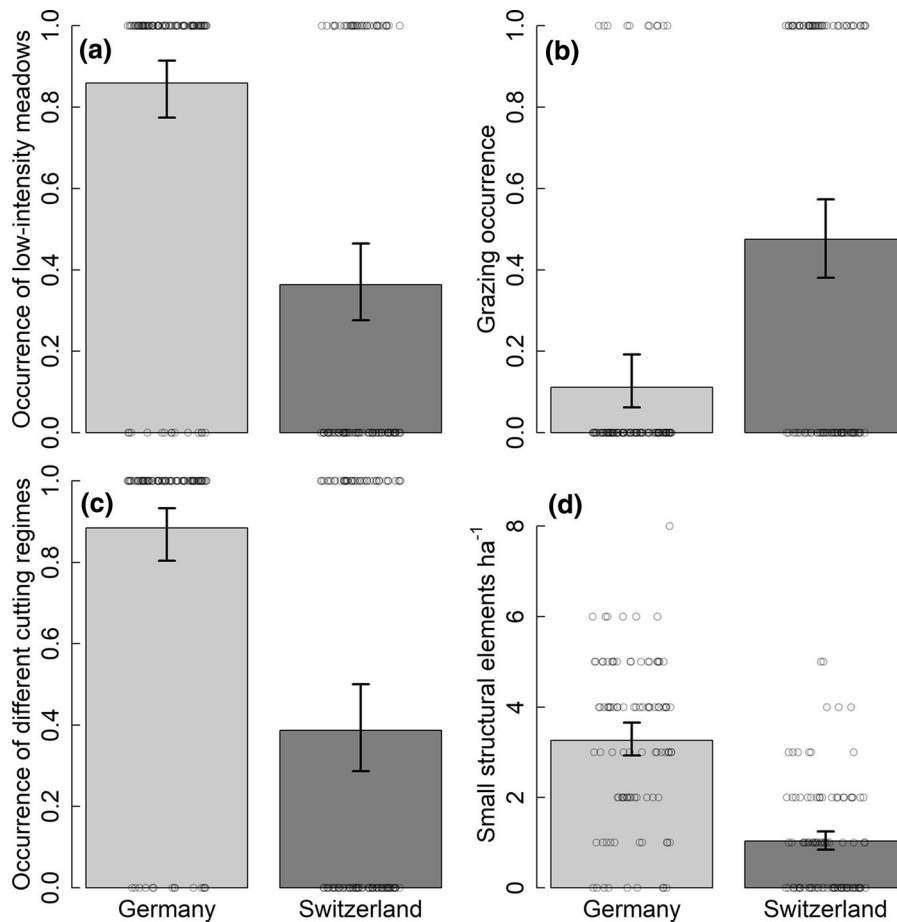 (a)
Occurrence of low-intensity meadows
0.0 0.2 0.4 0.6 0.8 1.0
(b)
Grazing occurrence
0.0 0.2 0.4 0.6 0.8 1.0
(c)
Occurrence of different cutting regimes
0.0 0.2 0.4 0.6 0.8 1.0
Germany Switzerland
(d)
Small structural elements ha⁻¹
0 2 4 6 8
Germany Switzerland